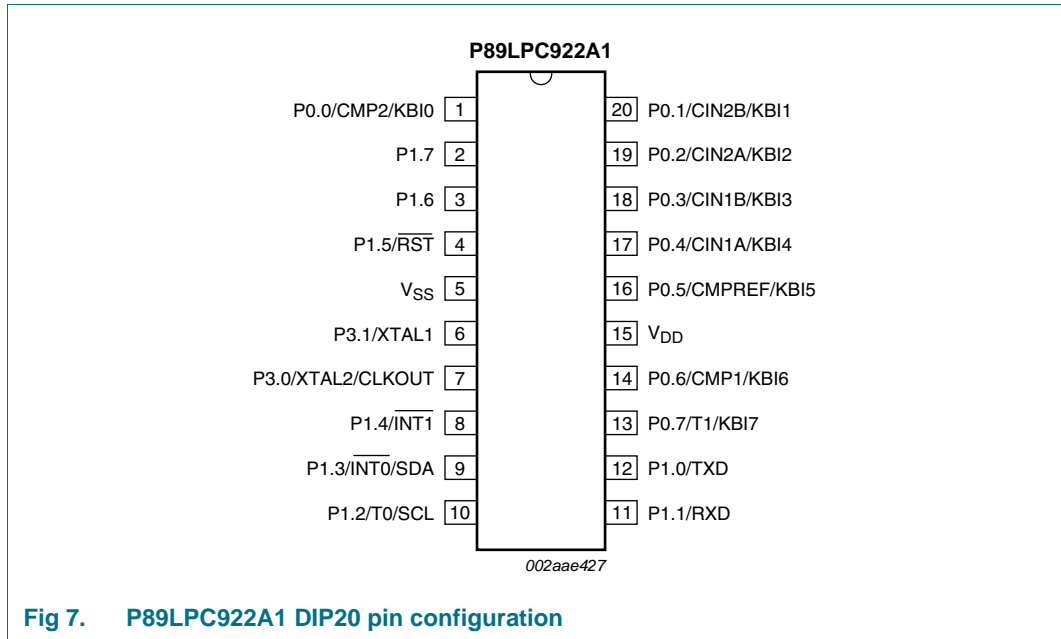 P89LPC922A1
P0.0/CMP2/KBI0 1 20 P0.1/CIN2B/KBI1
P1.7 2 19 P0.2/CIN2A/KBI2
P1.6 3 18 P0.3/CIN1B/KBI3
P1.5/R̅S̅T̅ 4 17 P0.4/CIN1A/KBI4
VSS 5 16 P0.5/CMPREF/KBI5
P3.1/XTAL1 6 15 VDD
P3.0/XTAL2/CLKOUT 7 14 P0.6/CMP1/KBI6
P1.4/I̅N̅T̅1̅ 8 13 P0.7/T1/KBI7
P1.3/I̅N̅T̅0̅/SDA 9 12 P1.0/TXD
P1.2/T0/SCL 10 11 P1.1/RXD
002aae427
Fig 7. P89LPC922A1 DIP20 pin configuration